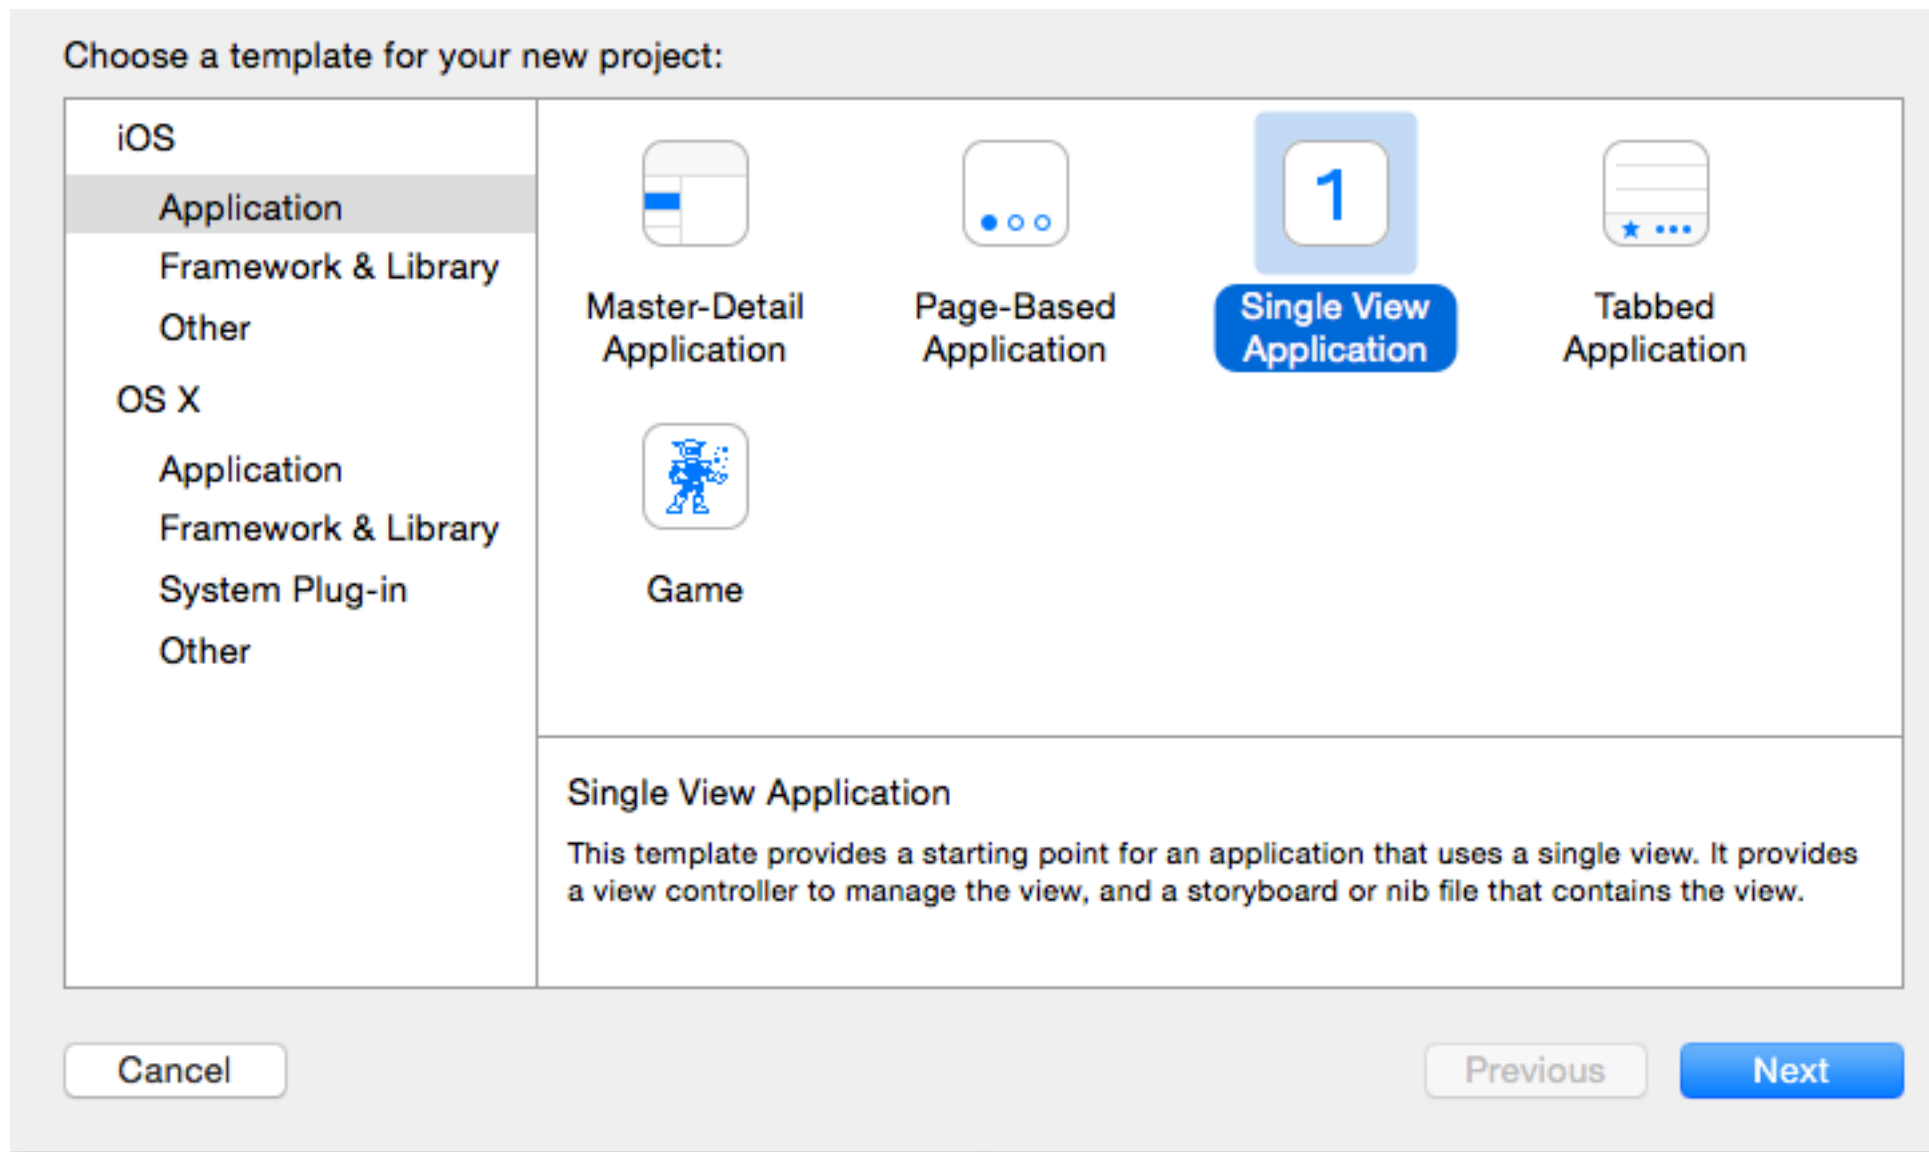 Choose a template for your new project:
iOS
Application
Framework & Library
Other
OS X
Application
Framework & Library
System Plug-in
Other
Master-Detail
Application
Page-Based
Application
1
Single View
Application
Tabbed
Application
Game
Single View Application
This template provides a starting point for an application that uses a single view. It provides
a view controller to manage the view, and a storyboard or nib file that contains the view.
Cancel
Previous
Next